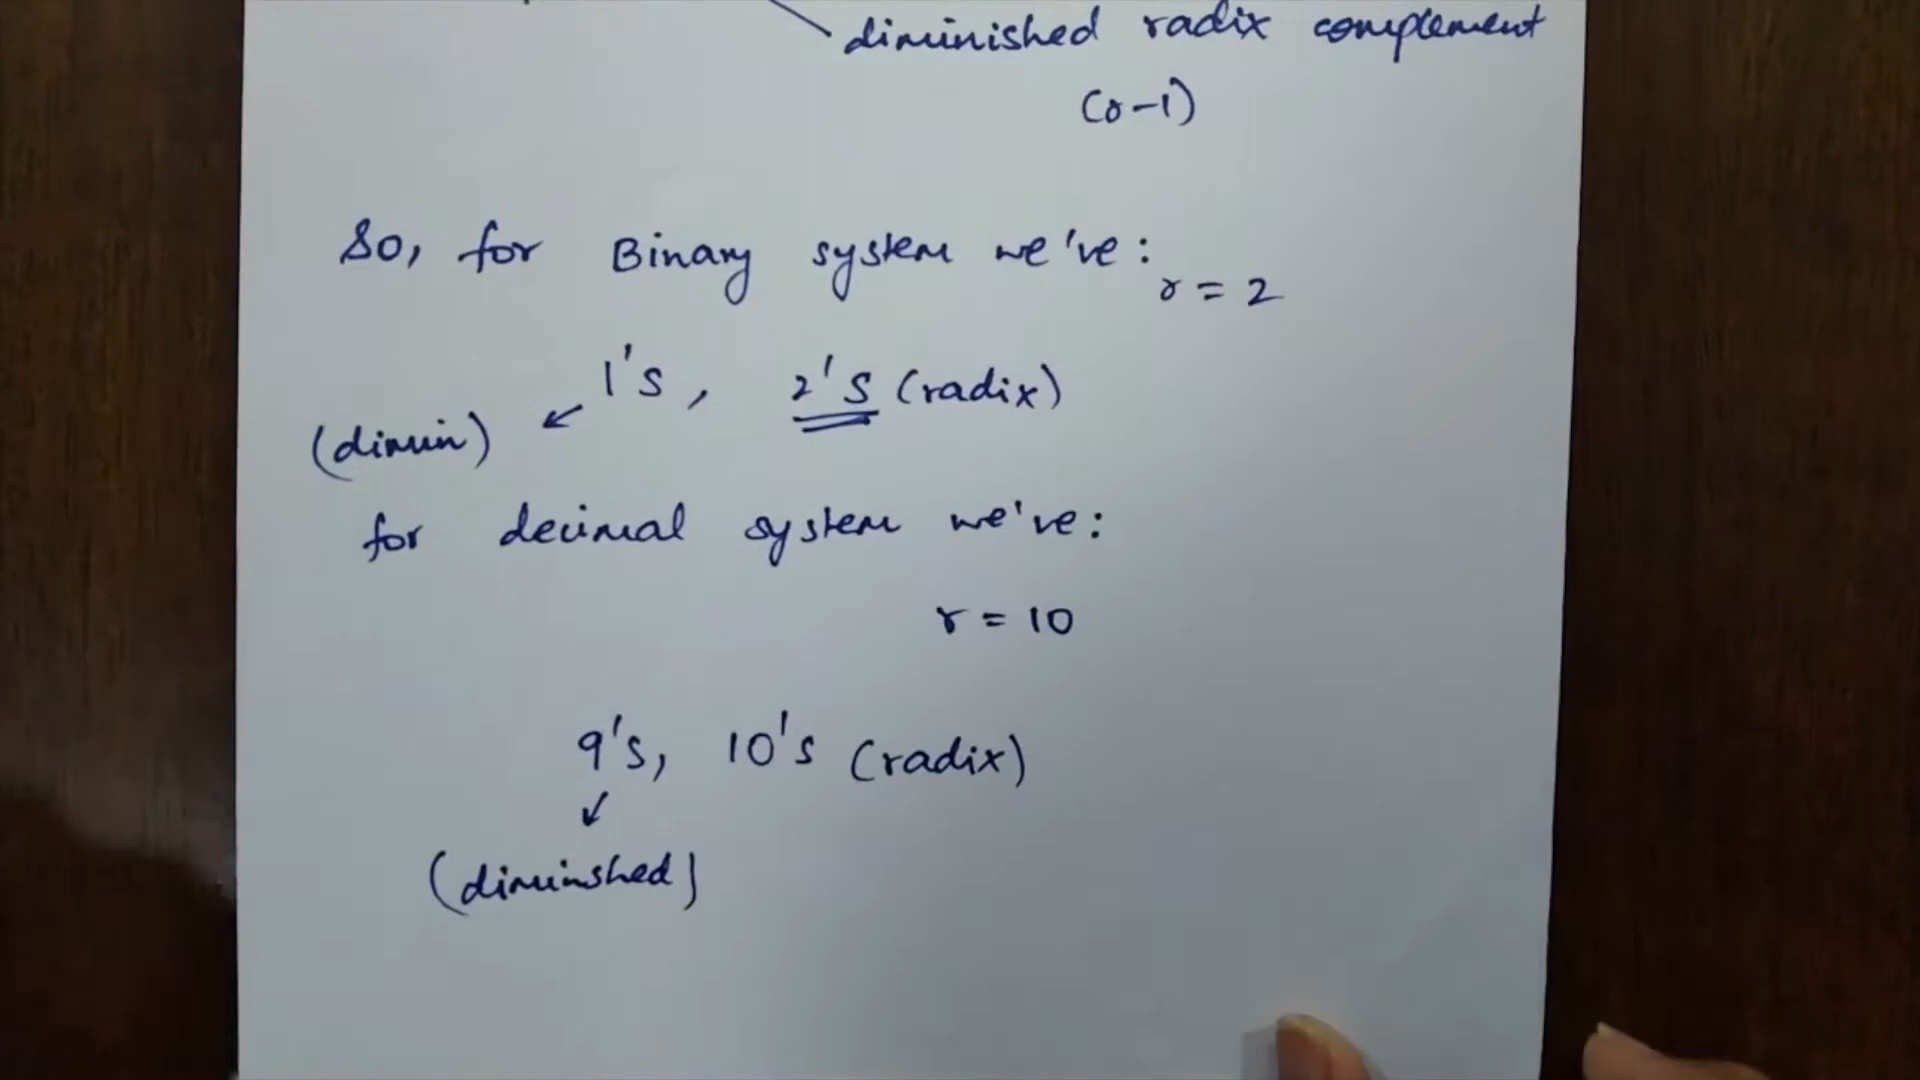 diminished radix complement
(r-1)
So, for Binary system we've:
r = 2
1's, 2's (radix)
(dimin)
for decimal system we've:
r = 10
9's, 10's (radix)
(diminshed)